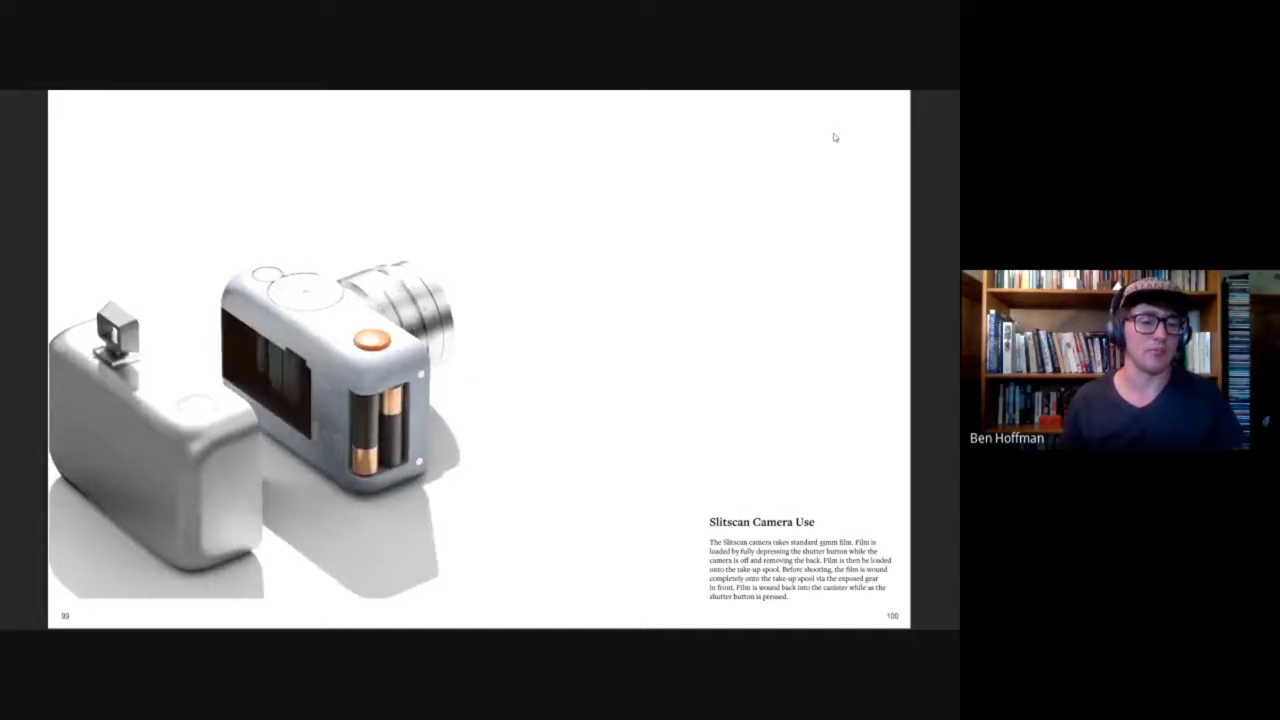 Slitscan Camera Use
The Slitscan camera takes standard 35mm film. Film is
loaded by fully depressing the shutter button while the
camera is off and removing the back. Film is then be loaded
onto the take-up spool. Before shooting, the film is wound
completely onto the take-up spool via the exposed gear
in front. Film is wound back into the canister while as the
shutter button is pressed.
99
100
Ben Hoffman